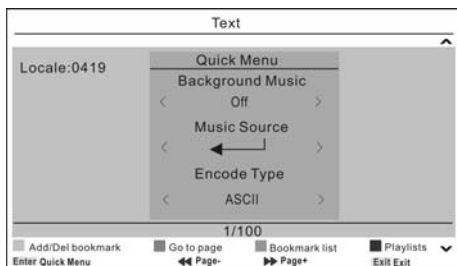 Text
Locale:0419
Quick Menu
Background Music
Off
Music Source
Encode Type
ASCII
1/100
Add/Del bookmark Go to page Bookmark list Playlists
Enter Quick Menu Page- Page+ Exit Exit